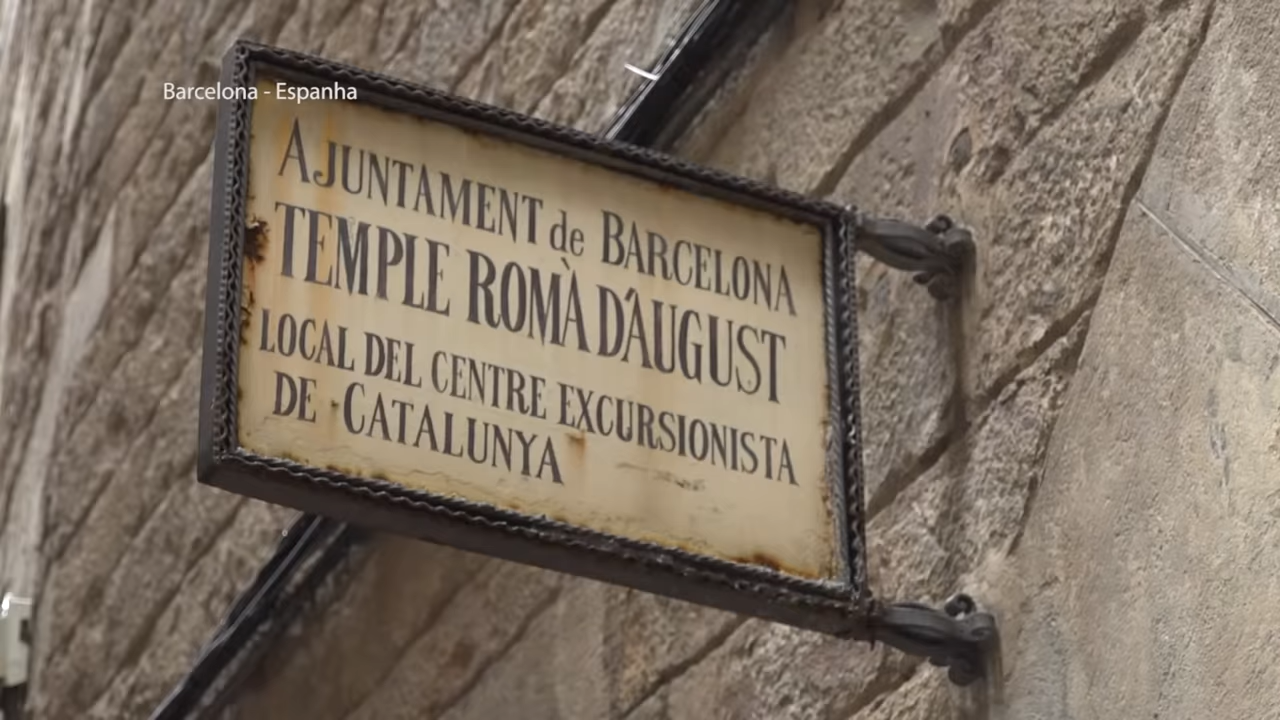 Barcelona - Espanha
AJUNTAMENT de BARCELONA
TEMPLE ROMÀ D'AUGUST
LOCAL DEL CENTRE EXCURSIONISTA
DE CATALUNYA